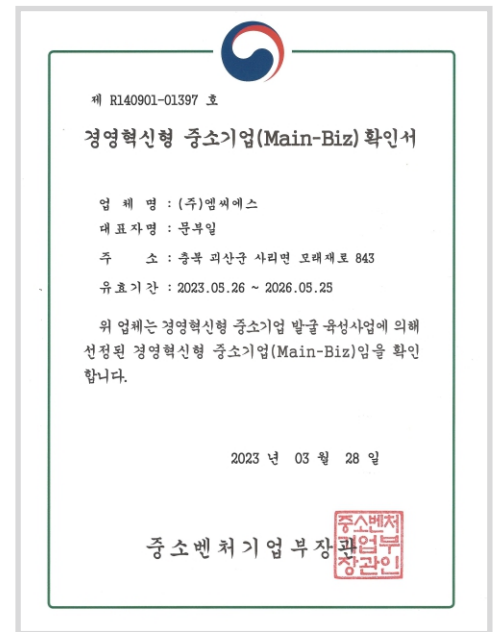 제 R140901-01397 호
경영혁신형 중소기업(Main-Biz) 확인서
업 체 명 : (주)엠씨에스
대표자명 : 문부일
주 소 : 충북 괴산군 사리면 모래재로 843
유효기간 : 2023.05.26 ~ 2026.05.25
위 업체는 경영혁신형 중소기업 발굴 육성사업에 의해
선정된 경영혁신형 중소기업(Main-Biz)임을 확인
합니다.
2023 년 03 월 28 일
중소벤처기업부장관
중소벤처
기업부
장관인